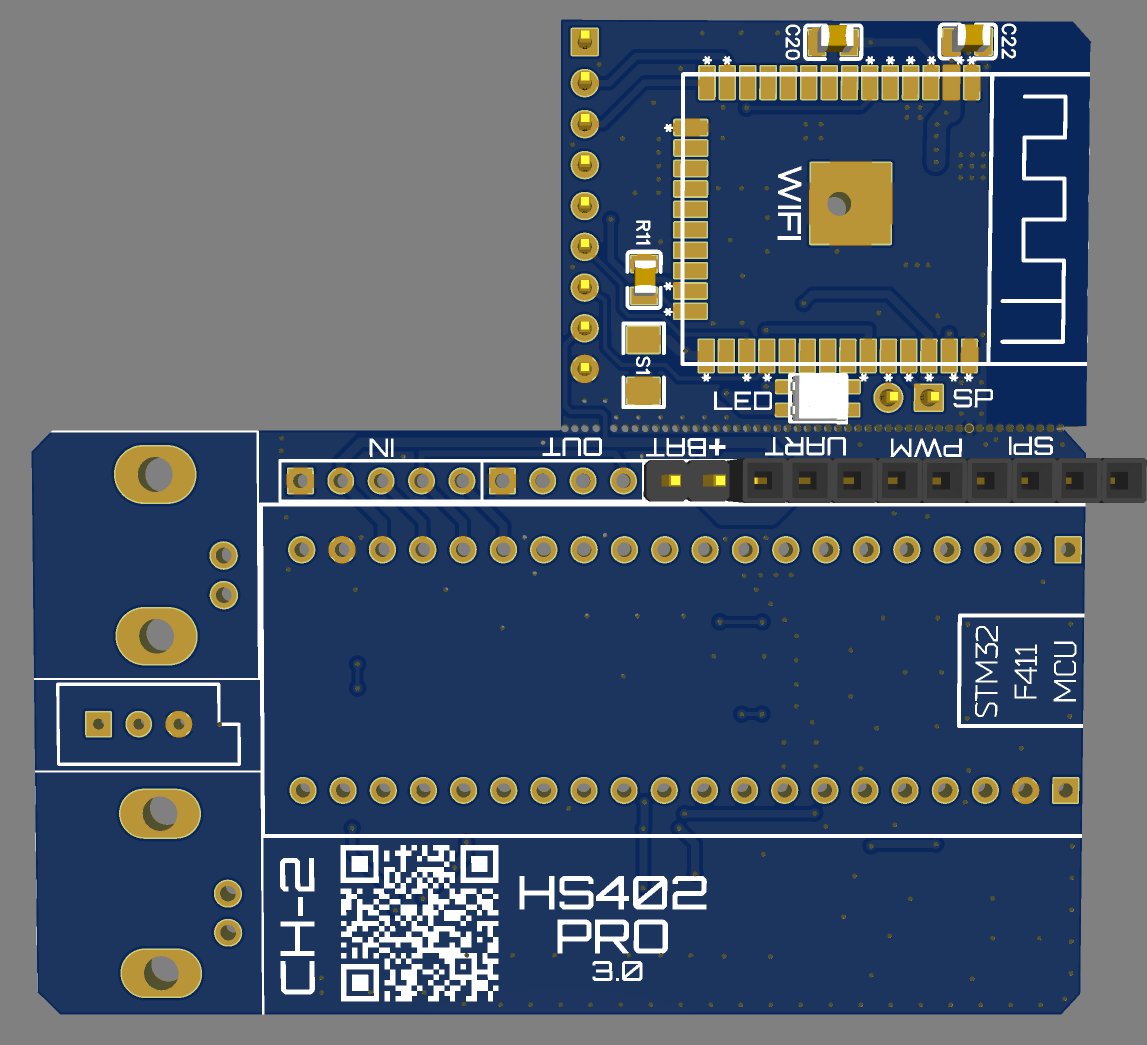 C20
C22
WIFI
R11
S1
LED
SP
IN
OUT
+BAT
UART
PWM
SPI
STM32
F411
MCU
CH-2
HS402
PRO
3.0